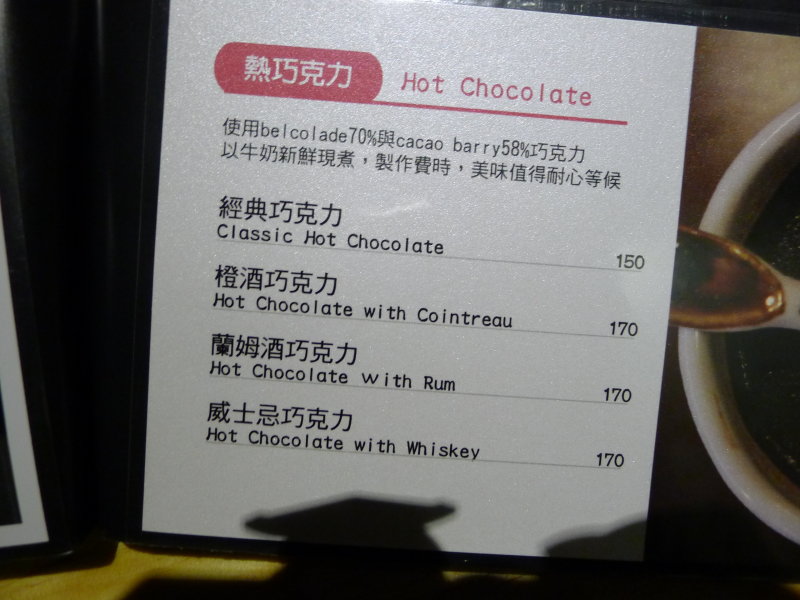 熱巧克力 Hot Chocolate
使用belcolade70%與cacao barry58%巧克力
以牛奶新鮮現煮，製作費時，美味值得耐心等候
經典巧克力
Classic Hot Chocolate 150
橙酒巧克力
Hot Chocolate with Cointreau 170
蘭姆酒巧克力
Hot Chocolate with Rum 170
威士忌巧克力
Hot Chocolate with Whiskey 170